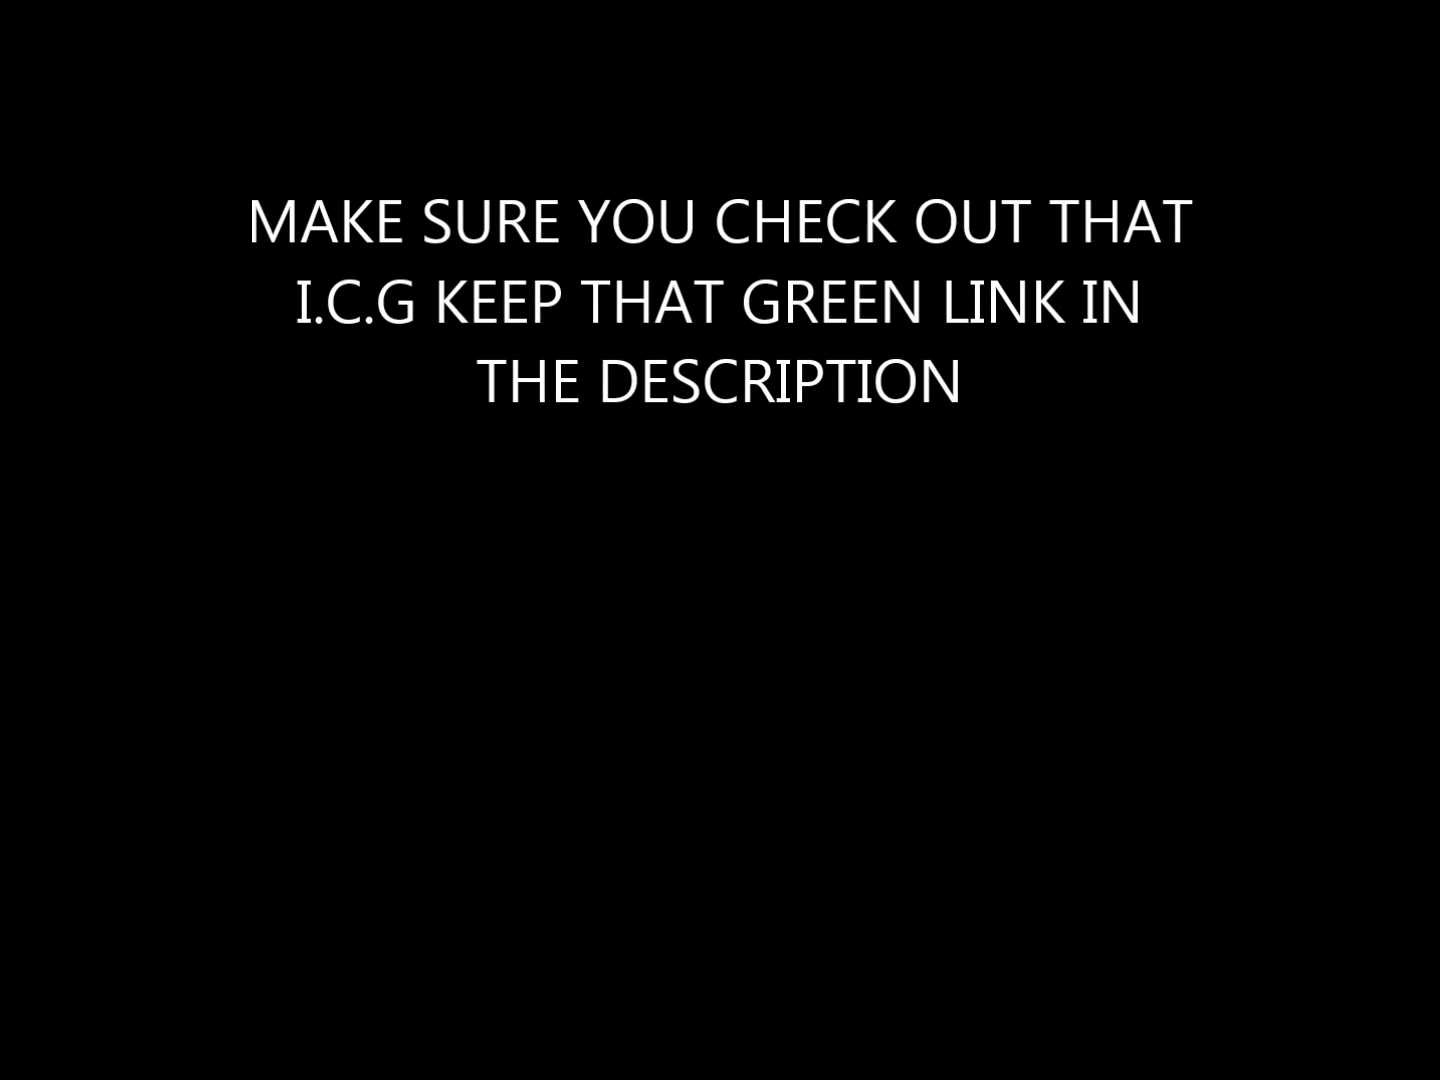 MAKE SURE YOU CHECK OUT THAT
I.C.G KEEP THAT GREEN LINK IN
THE DESCRIPTION